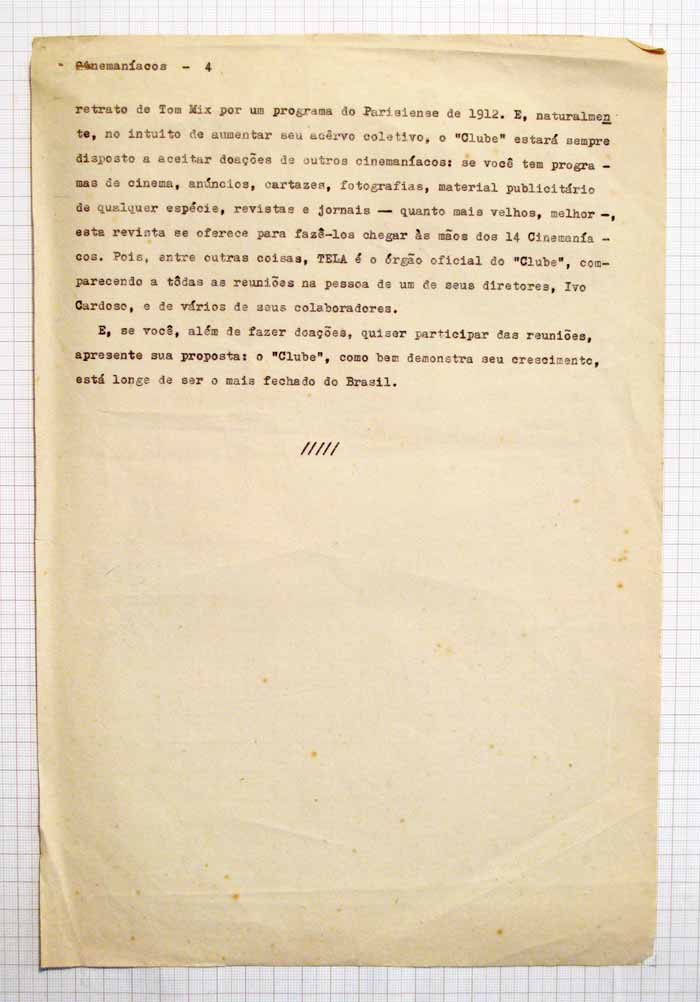 Cinemaníacos - 4
retrato de Tom Mix por um programa do Parisiense de 1912. E, naturalmen
te, no intuito de aumentar seu acêrvo coletivo, o "Clube" estará sempre
disposto a aceitar doações de outros cinemaníacos: se você tem progra -
mas de cinema, anúncios, cartazes, fotografias, material publicitário
de qualquer espécie, revistas e jornais — quanto mais velhos, melhor —,
esta revista se oferece para fazê-los chegar às mãos dos 14 Cinemanía -
cos. Pois, entre outras coisas, TELA é o órgão oficial do "Clube", com-
parecendo a tôdas as reuniões na pessoa de um de seus diretores, Ivo
Cardoso, e de vários de seus colaboradores.
E, se você, além de fazer doações, quiser participar das reuniões,
apresente sua proposta: o "Clube", como bem demonstra seu crescimento,
está longe de ser o mais fechado do Brasil.
/////